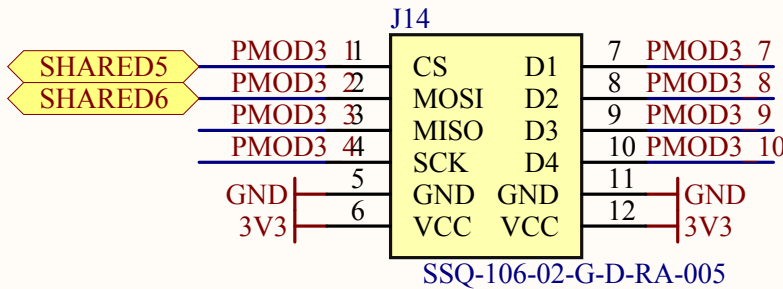 J14
SHARED5 PMOD3 1 1 CS D1 7 PMOD3 7
SHARED6 PMOD3 2 2 MOSI D2 8 PMOD3 8
PMOD3 3 3 MISO D3 9 PMOD3 9
PMOD3 4 4 SCK D4 10 PMOD3 10
GND 5 GND GND 11 GND
3V3 6 VCC VCC 12 3V3
SSQ-106-02-G-D-RA-005